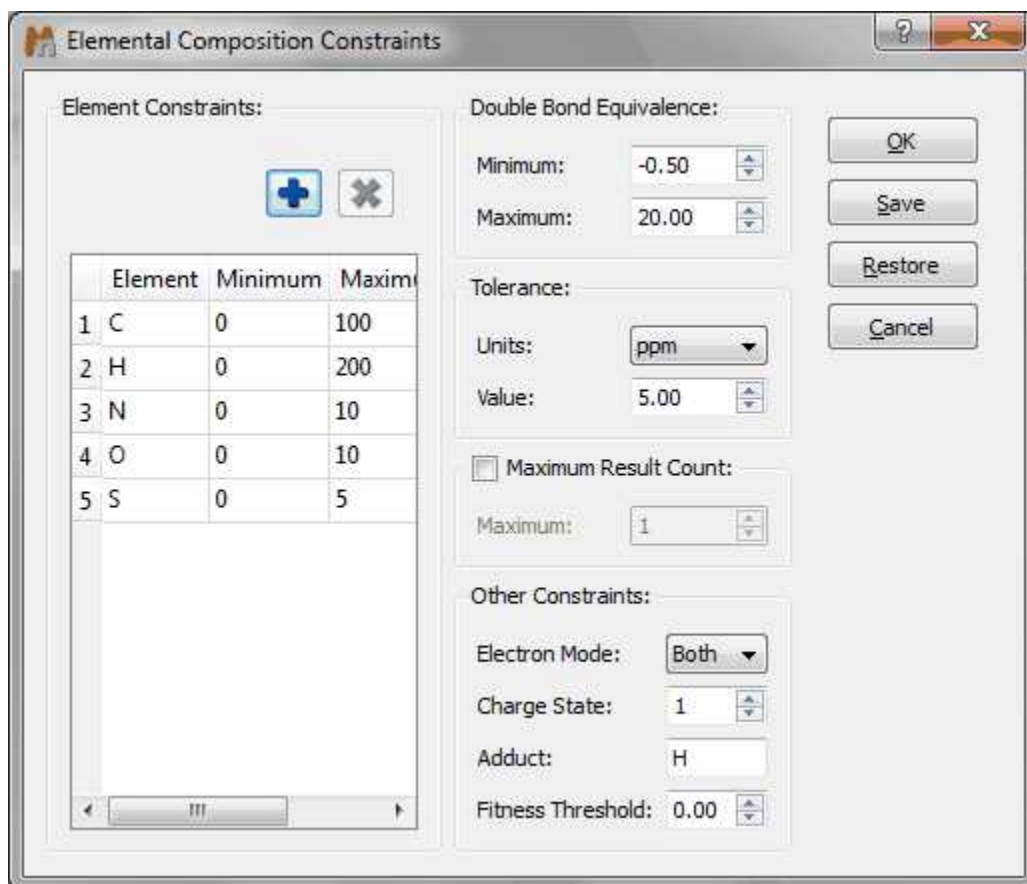 Elemental Composition Constraints
Element Constraints:
Element Minimum Maximu
1 C 0 100
2 H 0 200
3 N 0 10
4 O 0 10
5 S 0 5
Double Bond Equivalence:
Minimum: -0.50
Maximum: 20.00
Tolerance:
Units: ppm
Value: 5.00
Maximum Result Count:
Maximum: 1
Other Constraints:
Electron Mode: Both
Charge State: 1
Adduct: H
Fitness Threshold: 0.00
OK
Save
Restore
Cancel